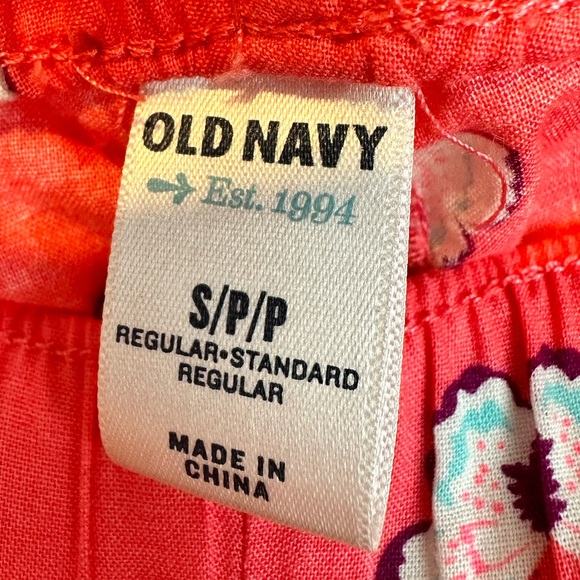 OLD NAVY
Est. 1994
S/P/P
REGULAR•STANDARD
REGULAR
MADE IN
CHINA